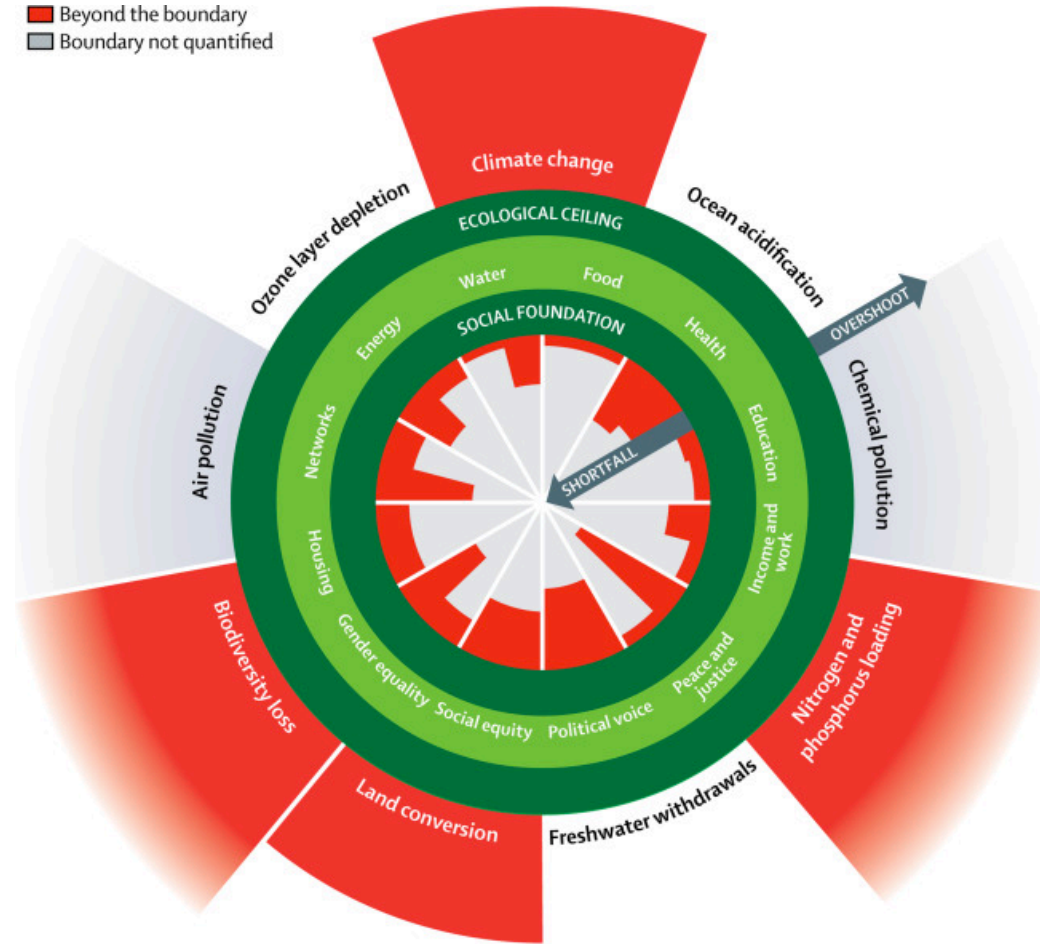 Beyond the boundary
Boundary not quantified
Climate change
Ozone layer depletion
Ocean acidification
ECOLOGICAL CEILING
Water
Food
Energy
Health
SOCIAL FOUNDATION
OVERSHOOT
Air pollution
Networks
SHORTFALL
Education
Chemical pollution
Housing
Income and
work
Biodiversity loss
Gender equality
Social equity
Political voice
Peace and
justice
Nitrogen and
phosphorus loading
Land conversion
Freshwater withdrawals